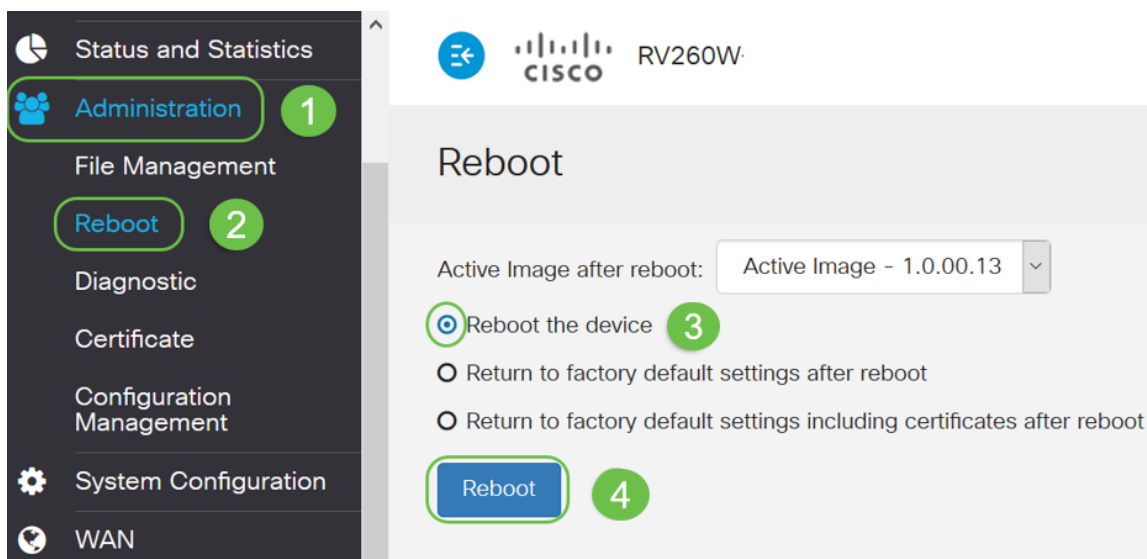 Status and Statistics
Administration
1
File Management
Reboot
2
Diagnostic
Certificate
Configuration
Management
System Configuration
WAN
CISCO
RV260W
Reboot
Active Image after reboot:
Active Image - 1.0.00.13
Reboot the device
3
Return to factory default settings after reboot
Return to factory default settings including certificates after reboot
Reboot
4